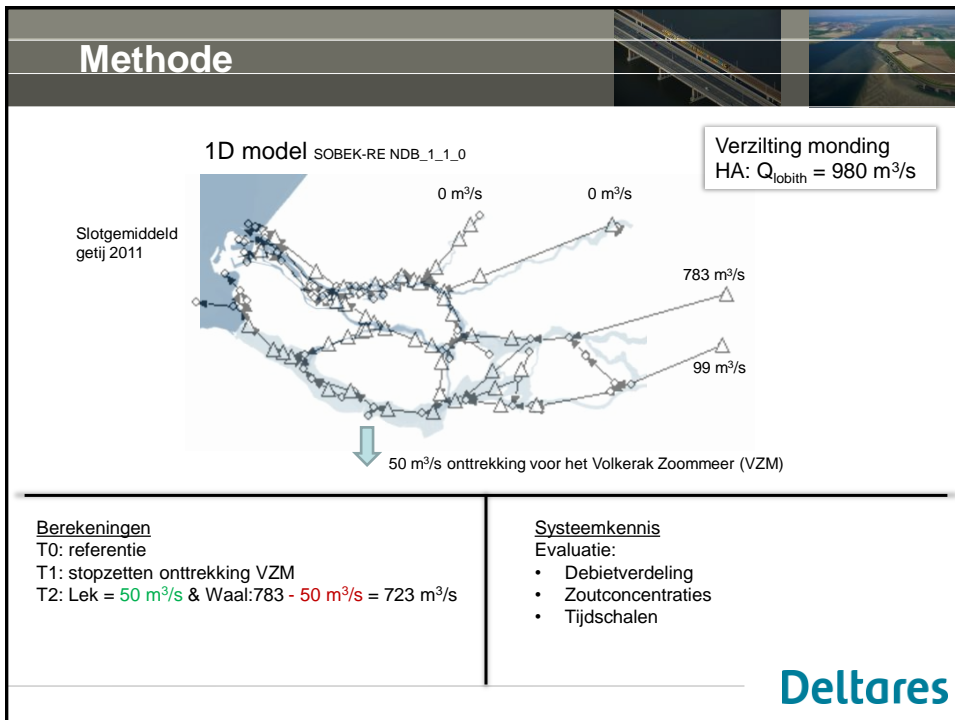 Methode
1D model SOBEK-RE NDB_1_1_0
Verzilting monding
HA: Qlobith = 980 m³/s
0 m³/s
0 m³/s
Slotgemiddeld
getij 2011
783 m³/s
99 m³/s
50 m³/s onttrekking voor het Volkerak Zoommeer (VZM)
Berekeningen
T0: referentie
T1: stopzetten onttrekking VZM
T2: Lek = 50 m³/s & Waal:783 - 50 m³/s = 723 m³/s
Systeemkennis
Evaluatie:
• Debietverdeling
• Zoutconcentraties
• Tijdschalen
Deltares